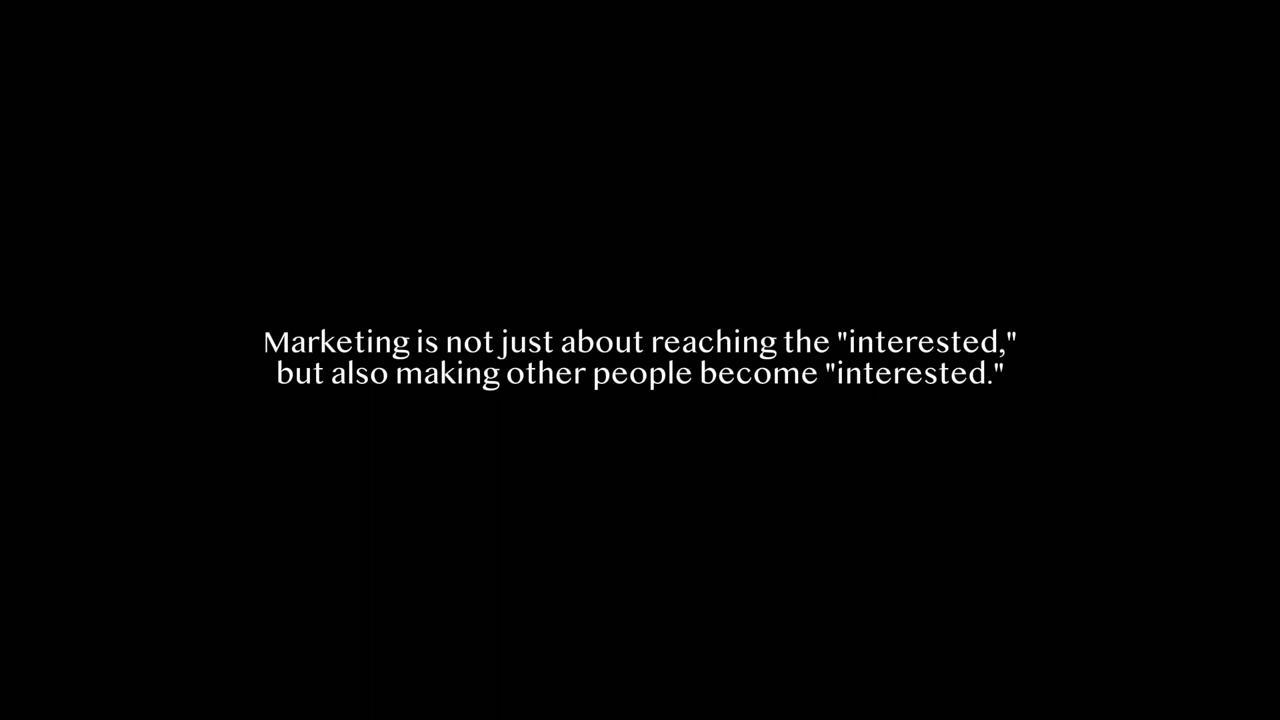 Marketing is not just about reaching the "interested,"
but also making other people become "interested."